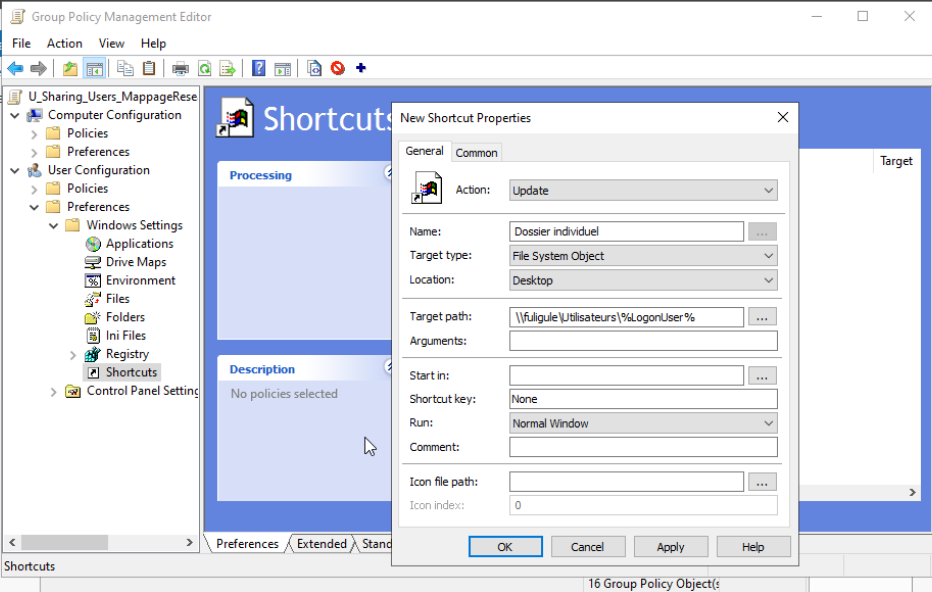 Group Policy Management Editor
File Action View Help
U_Sharing_Users_MappageRese
Computer Configuration
Policies
Preferences
User Configuration
Policies
Preferences
Windows Settings
Applications
Drive Maps
Environment
Files
Folders
Ini Files
Registry
Shortcuts
Control Panel Setting
Shortcuts
Processing
Description
No policies selected
Target
New Shortcut Properties
General Common
Action: Update
Name: Dossier individuel ...
Target type: File System Object
Location: Desktop
Target path: \\fuligule\Utilisateurs\%LogonUser% ...
Arguments:
Start in: ...
Shortcut key: None
Run: Normal Window
Comment:
Icon file path: ...
Icon index: 0
OK Cancel Apply Help
Preferences Extended Stand
Shortcuts
16 Group Policy Object(s